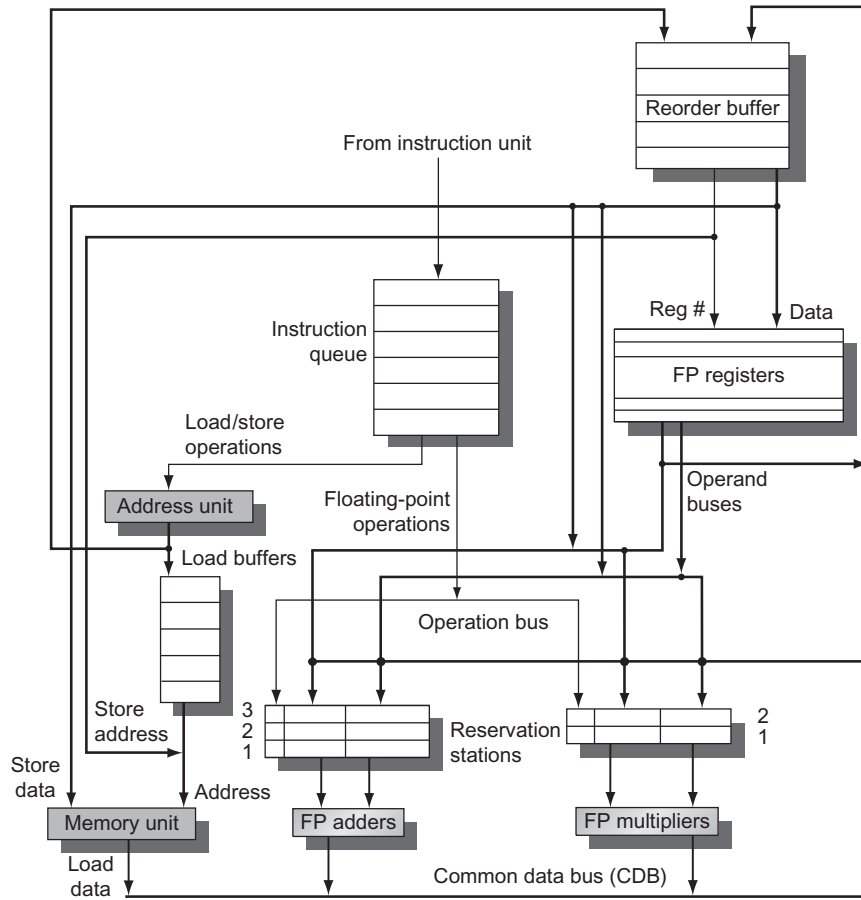 Reorder buffer
From instruction unit
Reg #
Data
Instruction
queue
FP registers
Load/store
operations
Operand
buses
Address unit
Floating-point
operations
Load buffers
Operation bus
3
2
1
Reservation
stations
2
1
Store
address
Store
data
Address
Memory unit
FP adders
FP multipliers
Load
data
Common data bus (CDB)